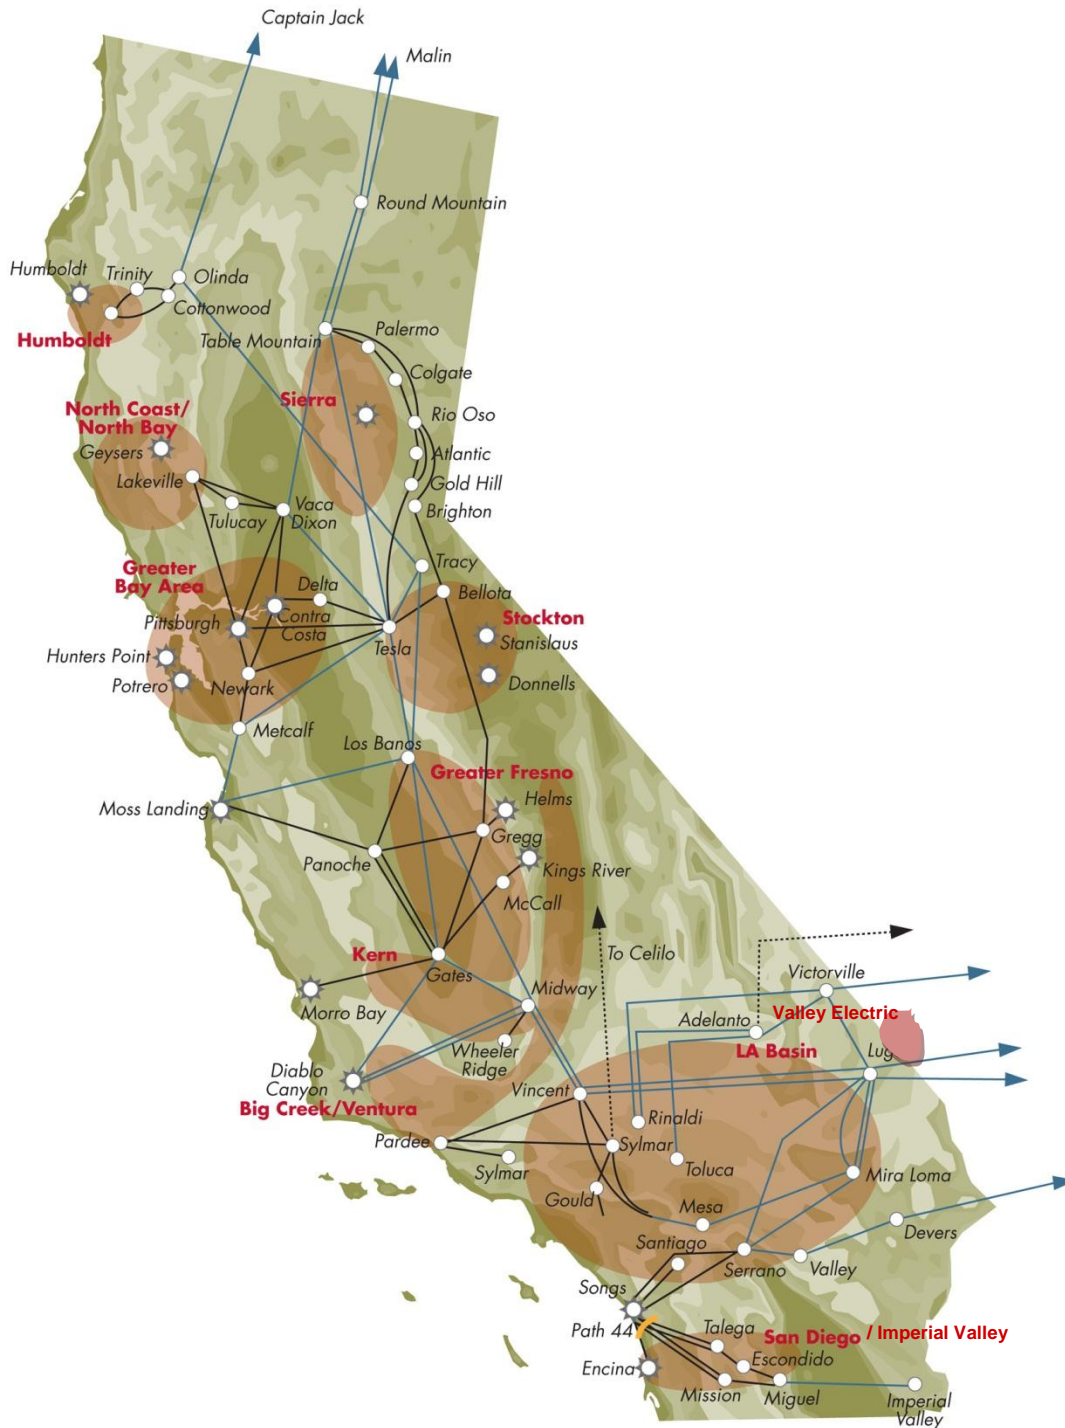 Captain Jack
Malin
Round Mountain
Humboldt
Trinity
Olinda
Cottonwood
Humboldt
Table Mountain
Palermo
Colgate
Sierra
Rio Oso
North Coast/
North Bay
Geysers
Atlantic
Lakeville
Gold Hill
Tulucay
Vaca
Dixon
Brighton
Greater
Bay Area
Tracy
Delta
Bellota
Pittsburgh
Contra
Costa
Stockton
Tesla
Stanislaus
Hunters Point
Potrero
Newark
Donnells
Metcalf
Los Banos
Greater Fresno
Moss Landing
Helms
Gregg
Panoche
Kings River
McCall
Kern
To Celilo
Gates
Victorville
Midway
Morro Bay
Adelanto
Valley Electric
Wheeler
Ridge
LA Basin
Lug
Diablo
Canyon
Vincent
Big Creek/Ventura
Rinaldi
Pardee
Sylmar
Sylmar
Toluca
Mira Loma
Gould
Mesa
Devers
Santiago
Serrano
Valley
Songs
Path 44
Talega
San Diego / Imperial Valley
Encina
Escondido
Mission
Miguel
Imperial
Valley